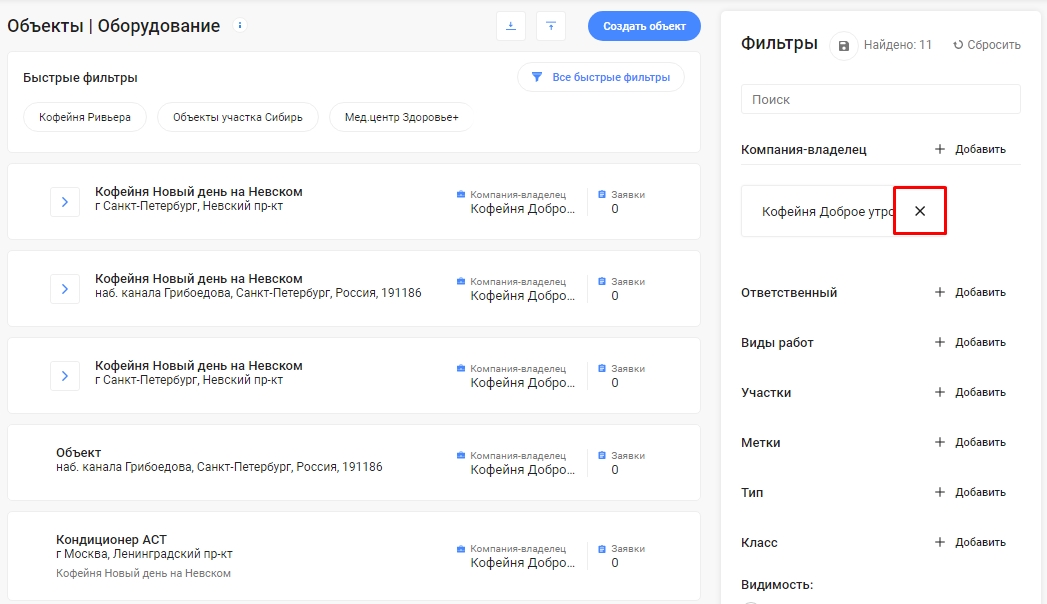 Объекты | Оборудование
Создать объект
Быстрые фильтры
Все быстрые фильтры
Кофейня Ривьера
Объекты участка Сибирь
Мед.центр Здоровье+
Кофейня Новый день на Невском
г Санкт-Петербург, Невский пр-кт
Компания-владелец
Кофейня Добро...
Заявки
0
Кофейня Новый день на Невском
наб. канала Грибоедова, Санкт-Петербург, Россия, 191186
Компания-владелец
Кофейня Добро...
Заявки
0
Кофейня Новый день на Невском
г Санкт-Петербург, Невский пр-кт
Компания-владелец
Кофейня Добро...
Заявки
0
Объект
наб. канала Грибоедова, Санкт-Петербург, Россия, 191186
Компания-владелец
Кофейня Добро...
Заявки
0
Кондиционер АСТ
г Москва, Ленинградский пр-кт
Кофейня Новый день на Невском
Компания-владелец
Кофейня Добро...
Заявки
0
Фильтры
Найдено: 11
Сбросить
Поиск
Компания-владелец
+ Добавить
Кофейня Доброе утро
Ответственный
+ Добавить
Виды работ
+ Добавить
Участки
+ Добавить
Метки
+ Добавить
Тип
+ Добавить
Класс
+ Добавить
Видимость: